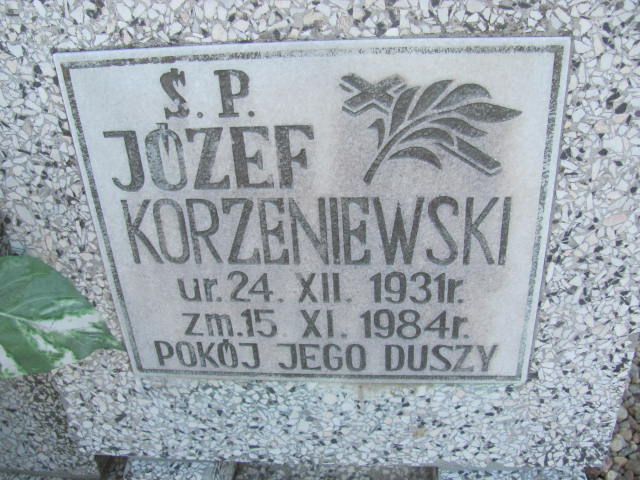 Ś. P.
JÓZEF
KORZENIEWSKI
ur. 24. XII. 1931r.
zm. 15. XI. 1984r.
POKÓJ JEGO DUSZY